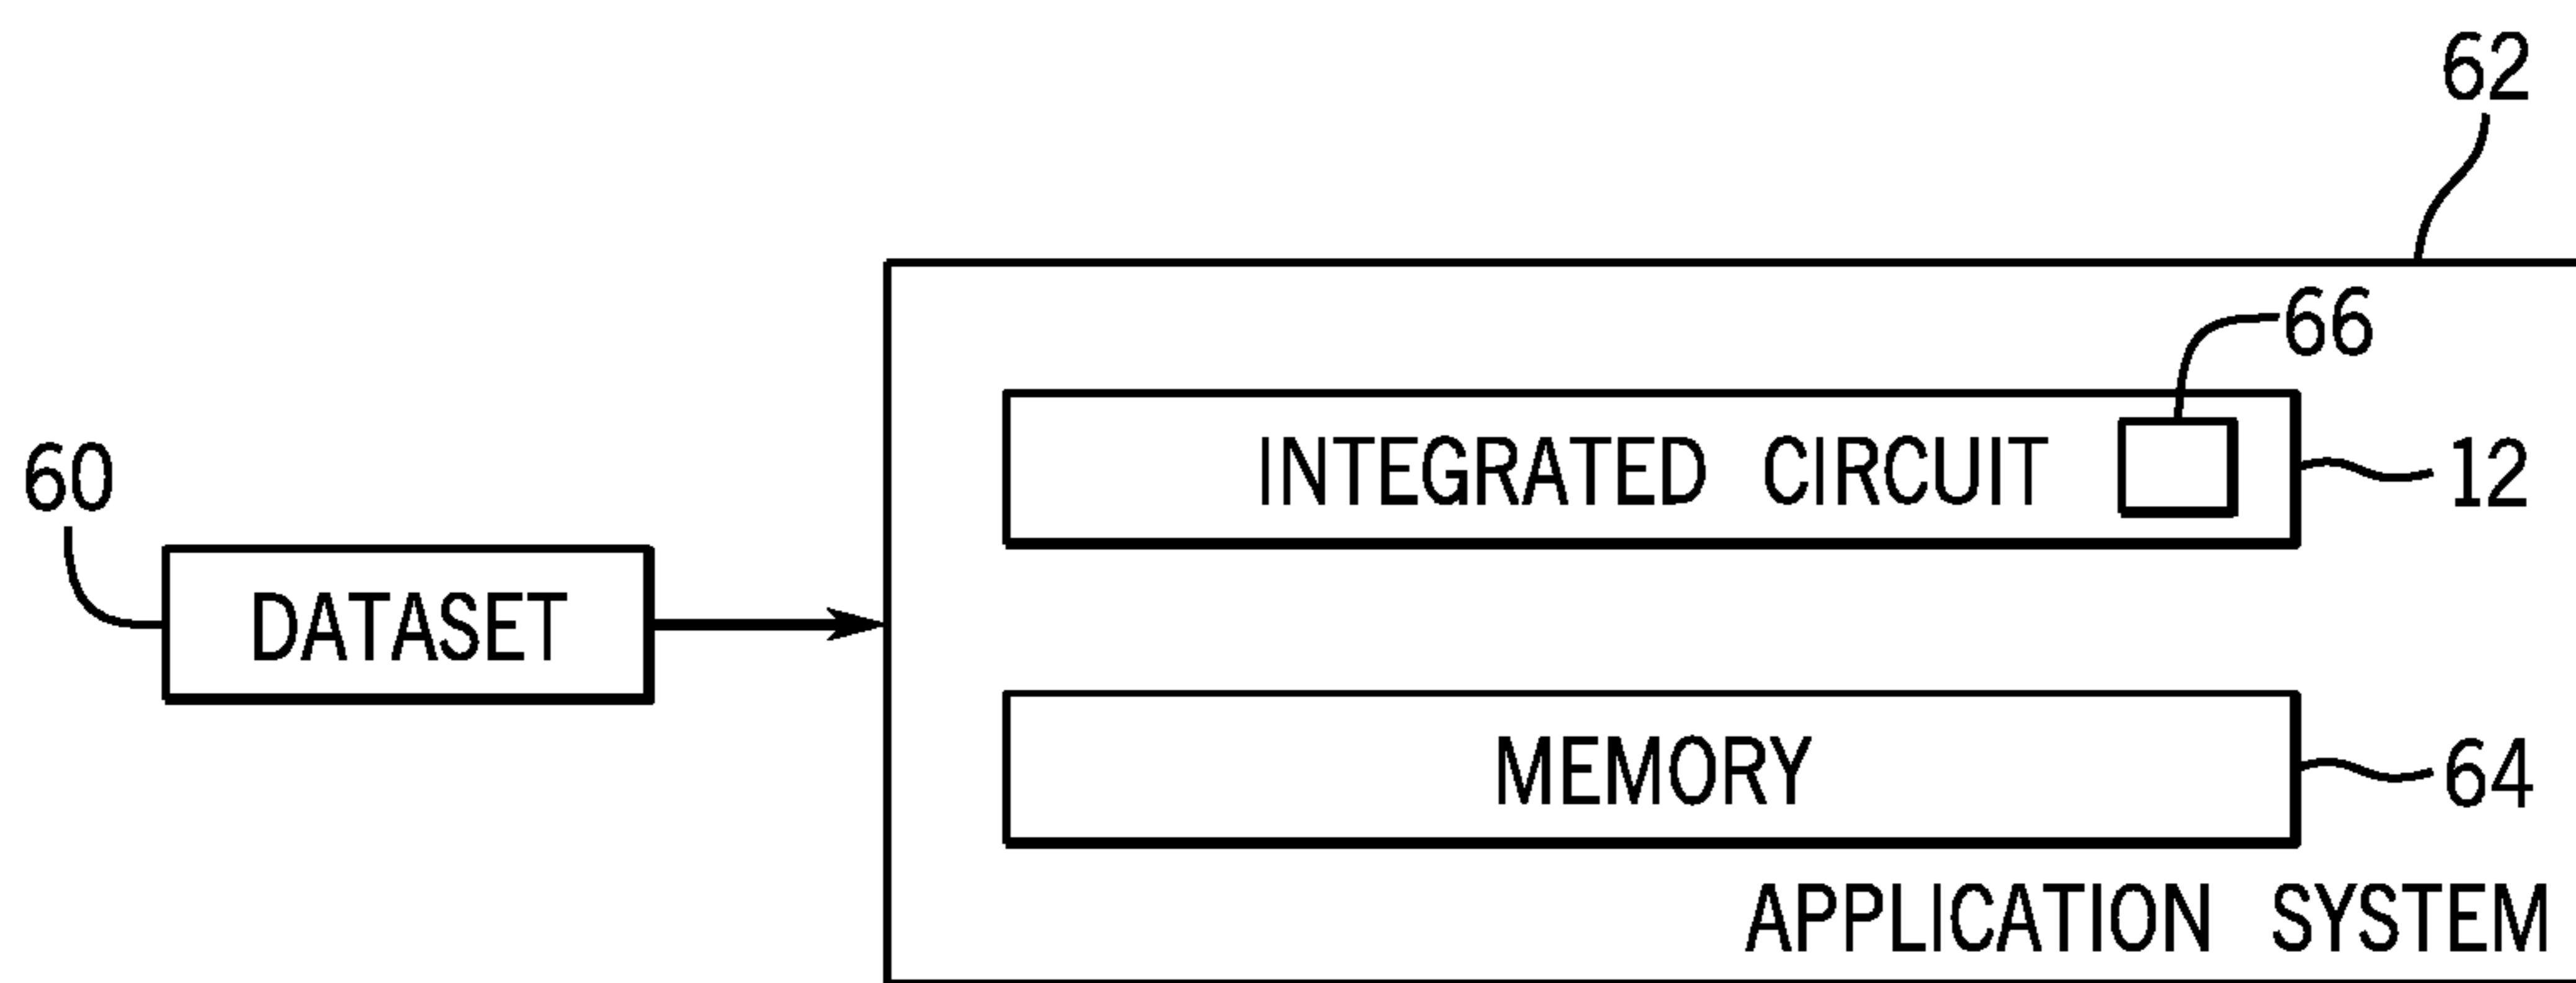 62
66
INTEGRATED CIRCUIT
12
60
DATASET
MEMORY
64
APPLICATION SYSTEM